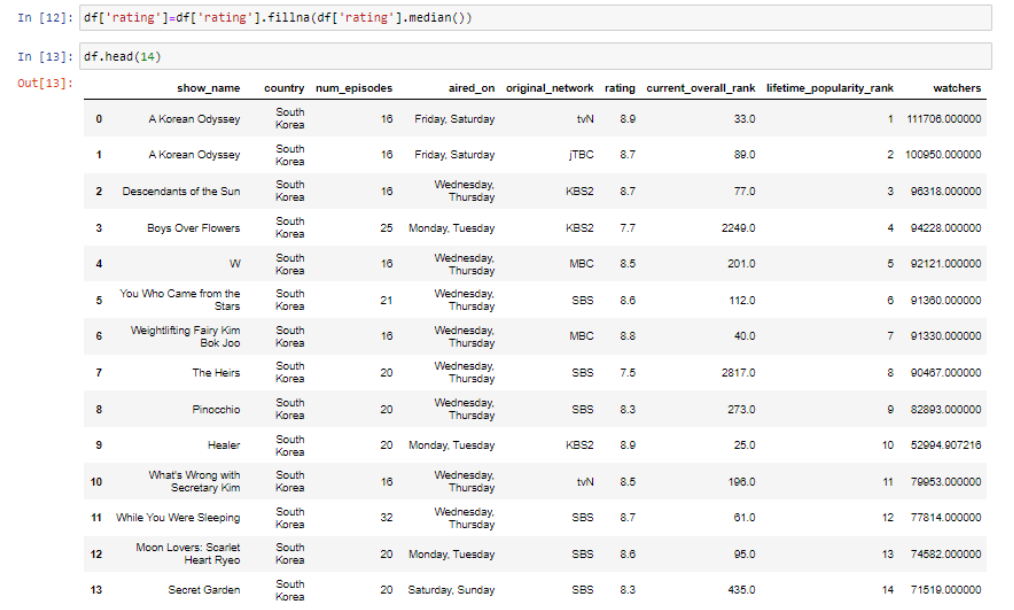 In [12]: df['rating']=df['rating'].fillna(df['rating'].median())
In [13]: df.head(14)
Out[13]:
show_name country num_episodes aired_on original_network rating current_overall_rank lifetime_popularity_rank watchers
0 A Korean Odyssey South Korea 16 Friday, Saturday tvN 8.9 33.0 1 111706.000000
1 A Korean Odyssey South Korea 16 Friday, Saturday jTBC 8.7 89.0 2 100950.000000
2 Descendants of the Sun South Korea 16 Wednesday, Thursday KBS2 8.7 77.0 3 96318.000000
3 Boys Over Flowers South Korea 25 Monday, Tuesday KBS2 7.7 2249.0 4 94228.000000
4 W South Korea 16 Wednesday, Thursday MBC 8.5 201.0 5 92121.000000
5 You Who Came from the Stars South Korea 21 Wednesday, Thursday SBS 8.6 112.0 6 91360.000000
6 Weightlifting Fairy Kim Bok Joo South Korea 16 Wednesday, Thursday MBC 8.8 40.0 7 91330.000000
7 The Heirs South Korea 20 Wednesday, Thursday SBS 7.5 2817.0 8 90467.000000
8 Pinocchio South Korea 20 Wednesday, Thursday SBS 8.3 273.0 9 82893.000000
9 Healer South Korea 20 Monday, Tuesday KBS2 8.9 25.0 10 52994.907216
10 What's Wrong with Secretary Kim South Korea 16 Wednesday, Thursday tvN 8.5 196.0 11 79953.000000
11 While You Were Sleeping South Korea 32 Wednesday, Thursday SBS 8.7 61.0 12 77814.000000
12 Moon Lovers: Scarlet Heart Ryeo South Korea 20 Monday, Tuesday SBS 8.6 95.0 13 74582.000000
13 Secret Garden South Korea 20 Saturday, Sunday SBS 8.3 435.0 14 71519.000000